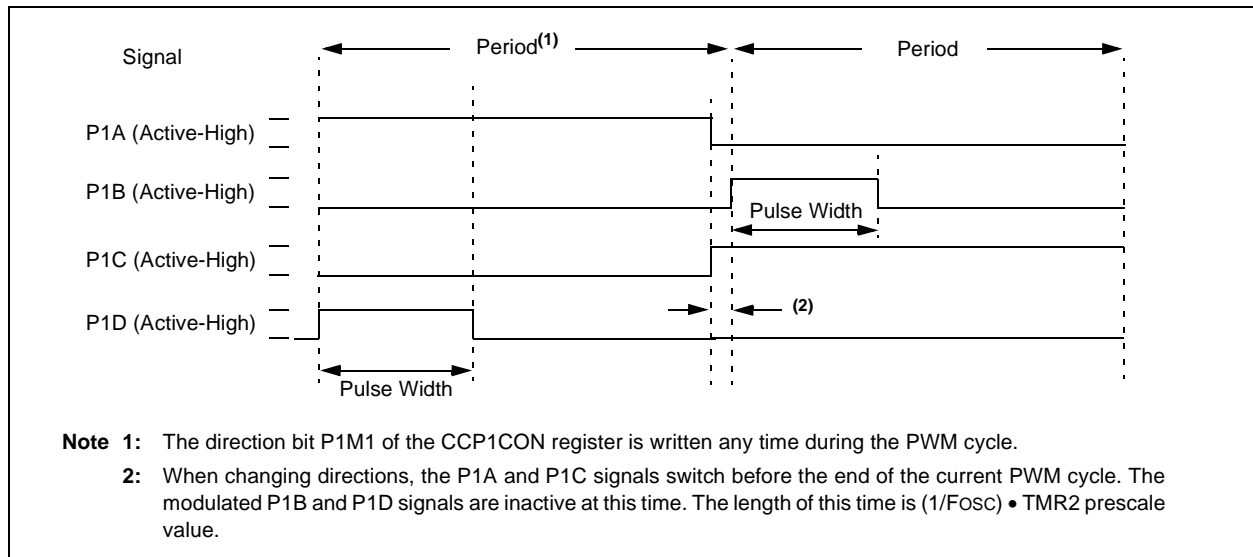 Signal
Period(1)
Period
P1A (Active-High)
P1B (Active-High)
Pulse Width
P1C (Active-High)
(2)
P1D (Active-High)
Pulse Width
Note 1: The direction bit P1M1 of the CCP1CON register is written any time during the PWM cycle.
2: When changing directions, the P1A and P1C signals switch before the end of the current PWM cycle. The
modulated P1B and P1D signals are inactive at this time. The length of this time is (1/FOSC) • TMR2 prescale
value.